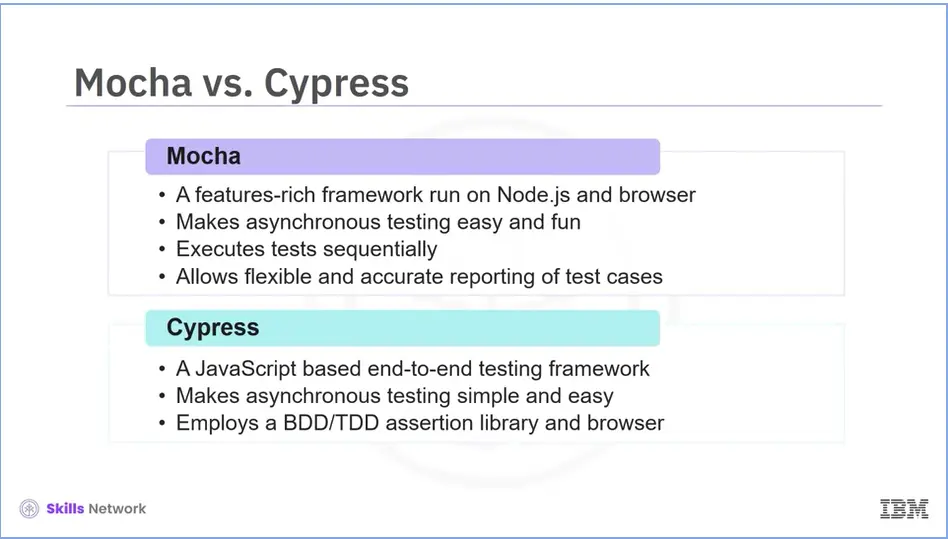 Mocha vs. Cypress
Mocha
• A features-rich framework run on Node.js and browser
• Makes asynchronous testing easy and fun
• Executes tests sequentially
• Allows flexible and accurate reporting of test cases
Cypress
• A JavaScript based end-to-end testing framework
• Makes asynchronous testing simple and easy
• Employs a BDD/TDD assertion library and browser
Skills Network
IBM